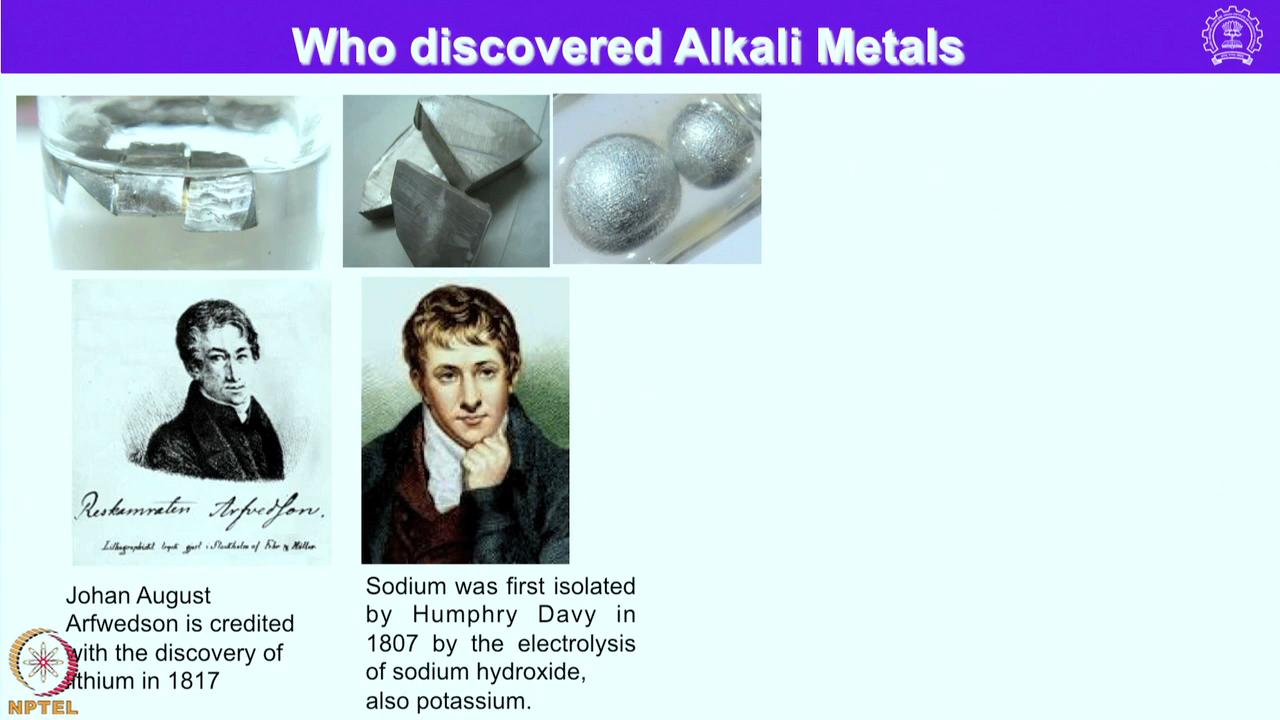 Who discovered Alkali Metals
Reskamraten Arfvedson.
Johan August
Arfwedson is credited
with the discovery of
lithium in 1817
Sodium was first isolated
by Humphry Davy in
1807 by the electrolysis
of sodium hydroxide,
also potassium.
NPTEL